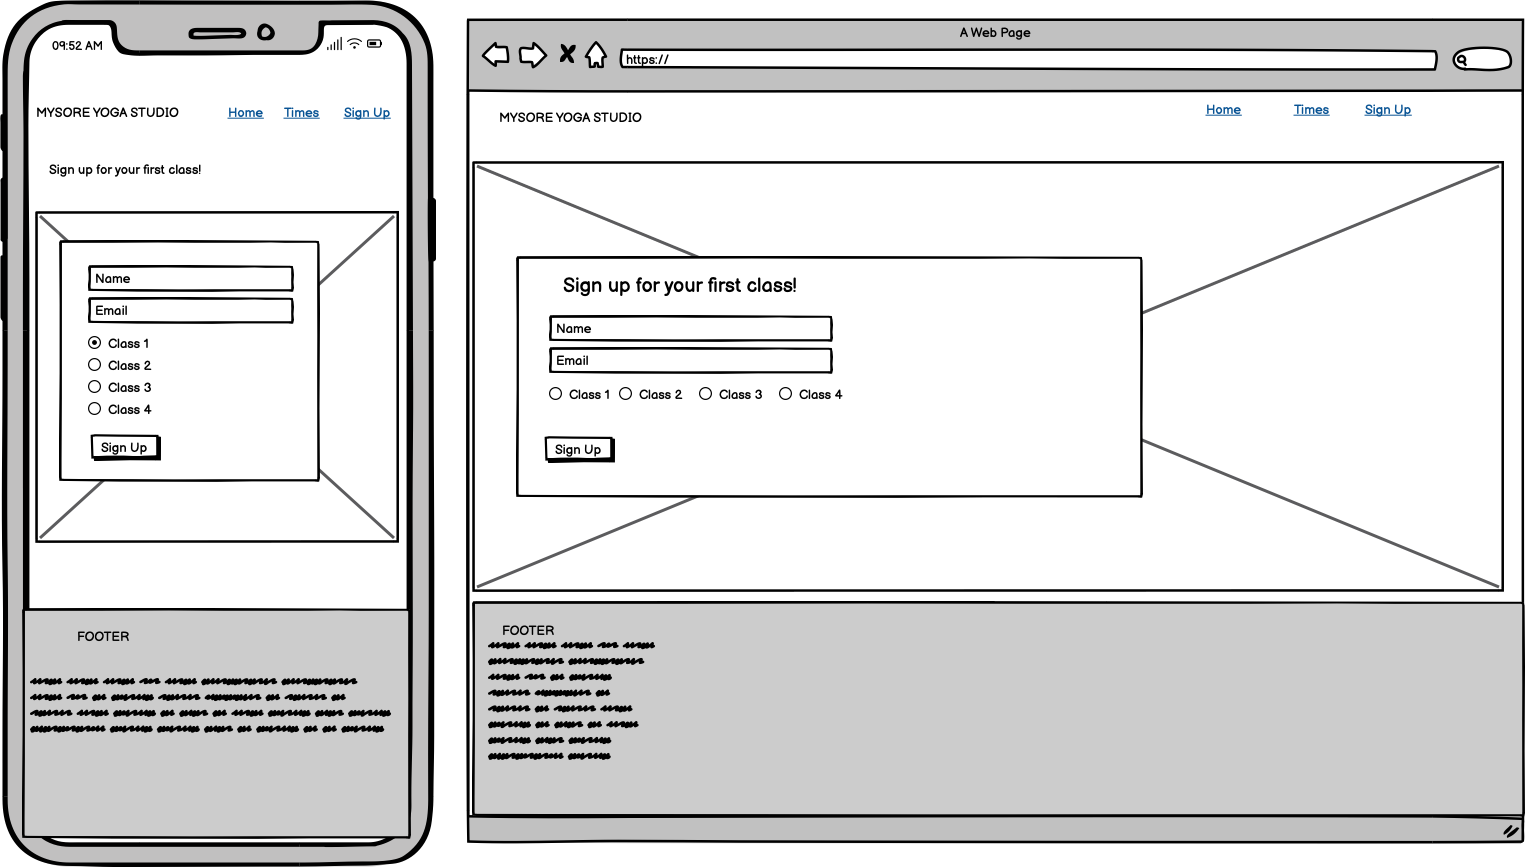 09:52 AM
MYSORE YOGA STUDIO Home Times Sign Up
Sign up for your first class!
Name
Email
Class 1
Class 2
Class 3
Class 4
Sign Up
FOOTER
A Web Page
https://
MYSORE YOGA STUDIO Home Times Sign Up
Sign up for your first class!
Name
Email
Class 1 Class 2 Class 3 Class 4
Sign Up
FOOTER